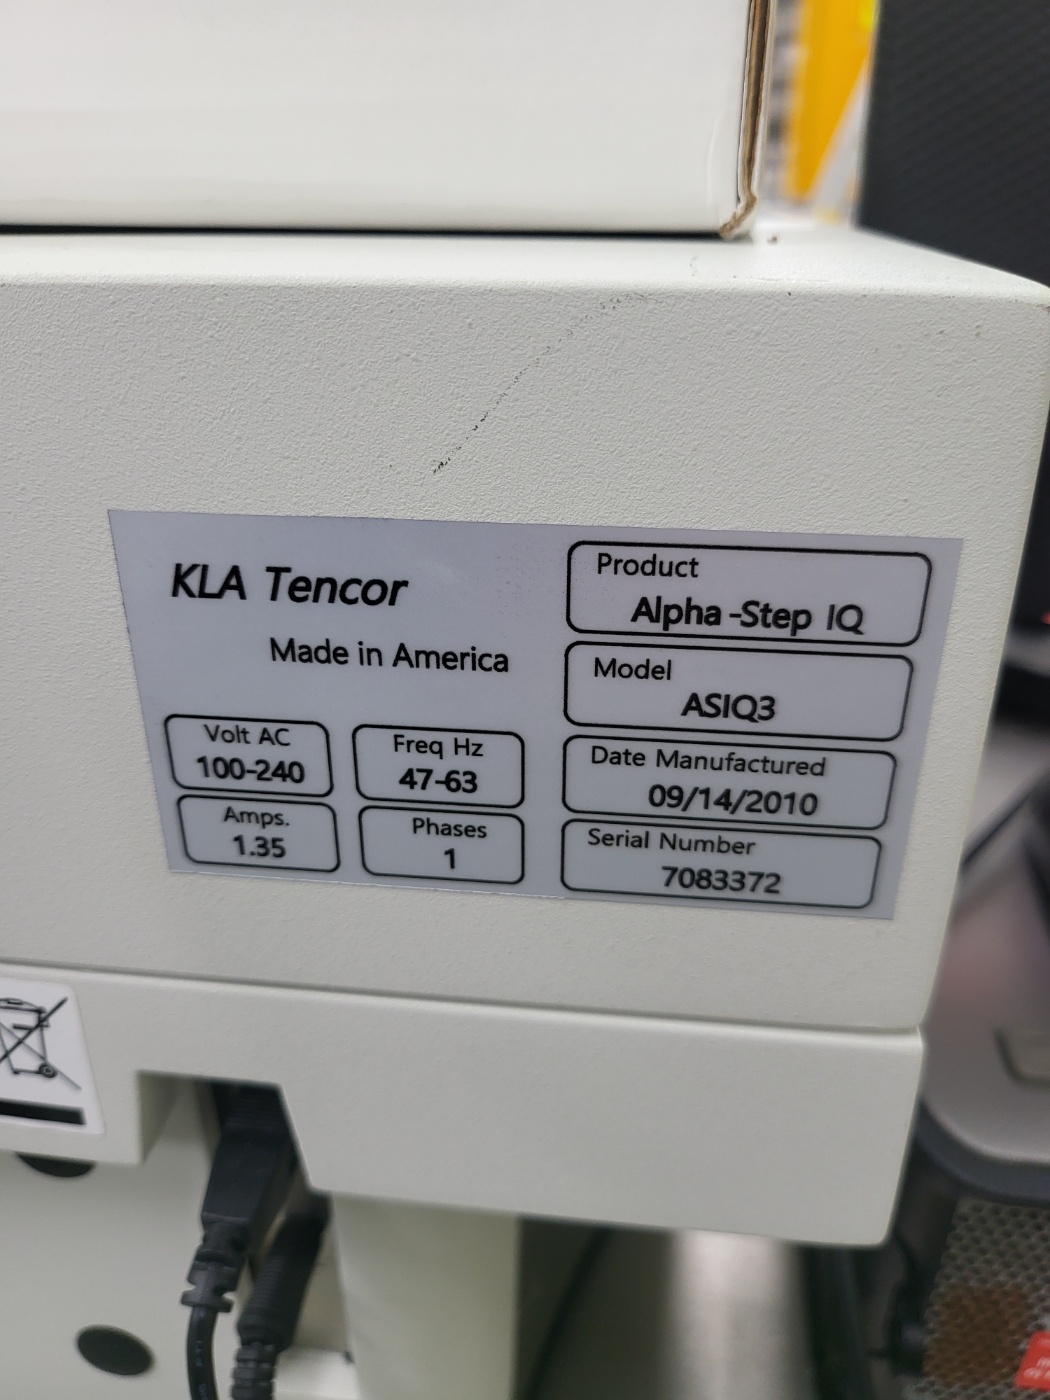 KLA Tencor
Made in America
Volt AC
100-240
Freq Hz
47-63
Amps.
1.35
Phases
1
Product
Alpha -Step IQ
Model
ASIQ3
Date Manufactured
09/14/2010
Serial Number
7083372